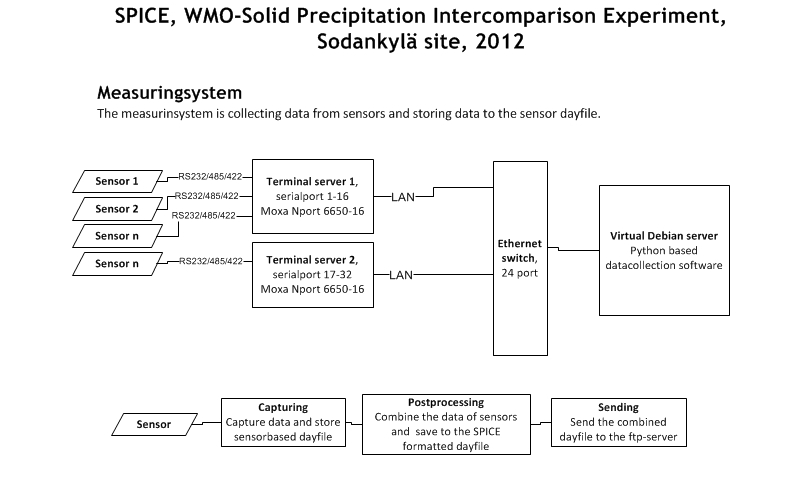 SPICE, WMO-Solid Precipitation Intercomparison Experiment,
Sodankylä site, 2012
Measuringsystem
The measurinsystem is collecting data from sensors and storing data to the sensor dayfile.
Sensor 1
RS232/485/422
Sensor 2
RS232/485/422
Sensor n
RS232/485/422
Sensor n
RS232/485/422
Terminal server 1,
serialport 1-16
Moxa Nport 6650-16
LAN
Terminal server 2,
serialport 17-32
Moxa Nport 6650-16
LAN
Ethernet
switch,
24 port
Virtual Debian server
Python based
datacollection software
Sensor
Capturing
Capture data and store
sensorbased dayfile
Postprocessing
Combine the data of sensors
and save to the SPICE
formatted dayfile
Sending
Send the combined
dayfile to the ftp-server